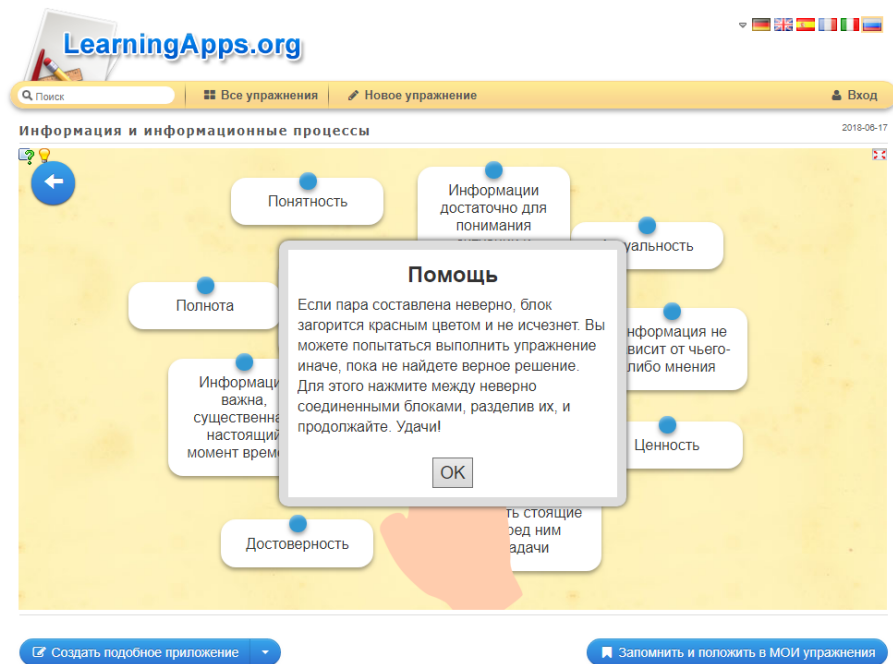 LearningApps.org
Поиск
Все упражнения
Новое упражнение
Вход
Информация и информационные процессы
2018-06-17
Понятность
Информации
достаточно для
понимания
Полнота
Информаци
важна,
существенна
настоящий
момент врем
Достоверность
Помощь
Если пара составлена неверно, блок
загорится красным цветом и не исчезнет. Вы
можете попытаться выполнить упражнение
иначе, пока не найдете верное решение.
Для этого нажмите между неверно
соединенными блоками, разделив их, и
продолжайте. Удачи!
OK
уальность
нформация не
висит от чьего-
либо мнения
Ценность
ть стоящие
ред ним
адачи
Создать подобное приложение
Запомнить и положить в МОИ упражнения